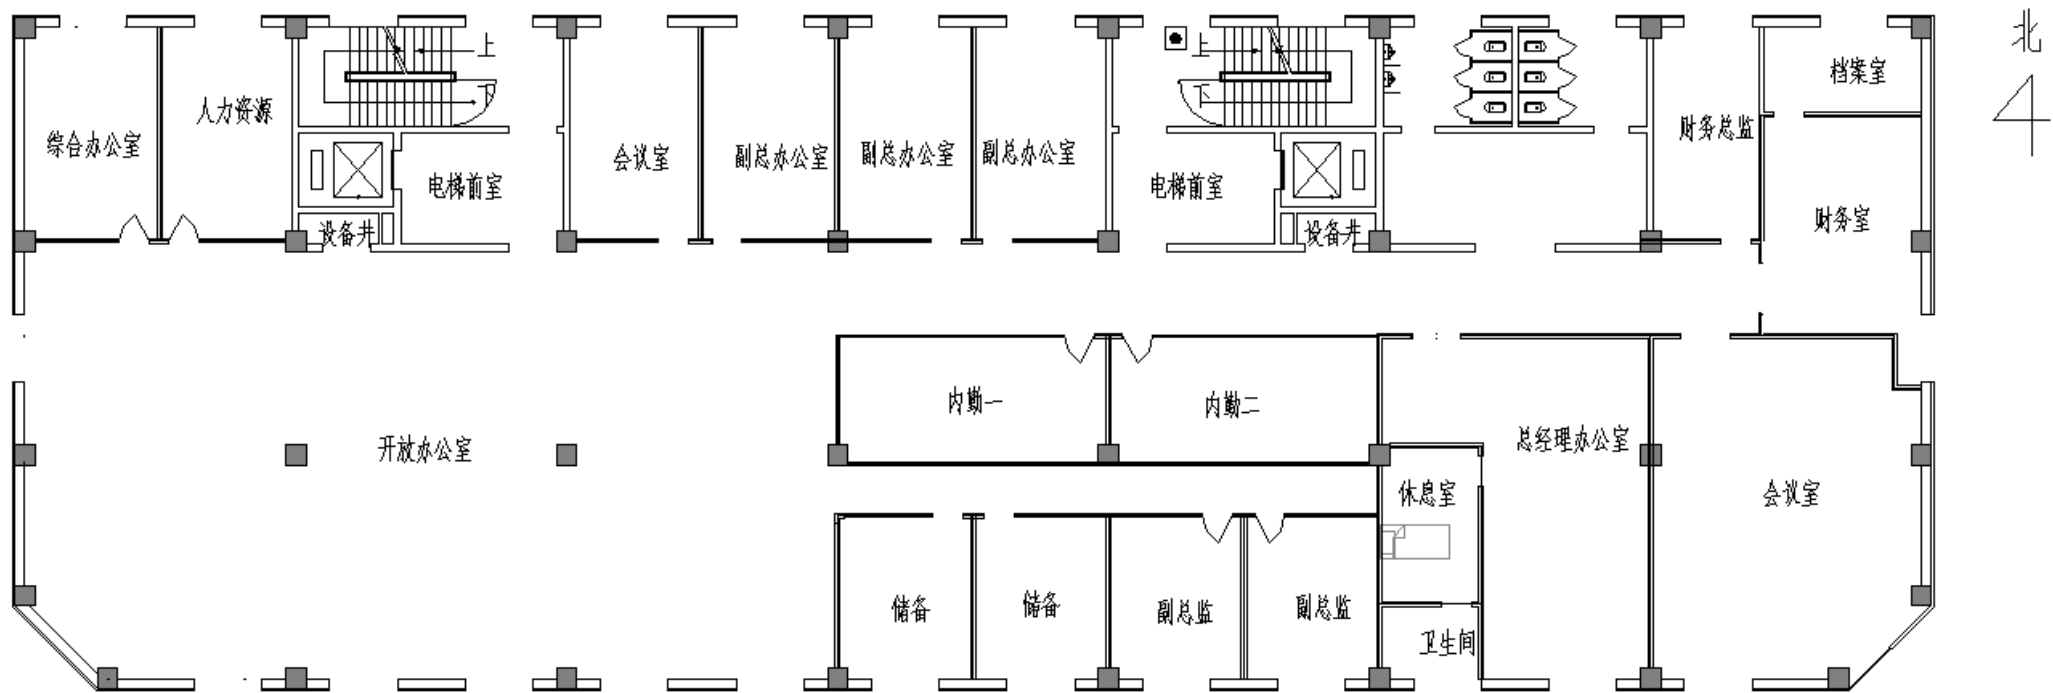 北
上
上
档案室
人力资源
下
下
财务总监
综合办公室
会议室
副总办公室
副总办公室
副总办公室
电梯前室
电梯前室
财务室
设备井
设备井
内勤一
内勤二
开放办公室
总经理办公室
休息室
会议室
储备
储备
副总监
副总监
卫生间